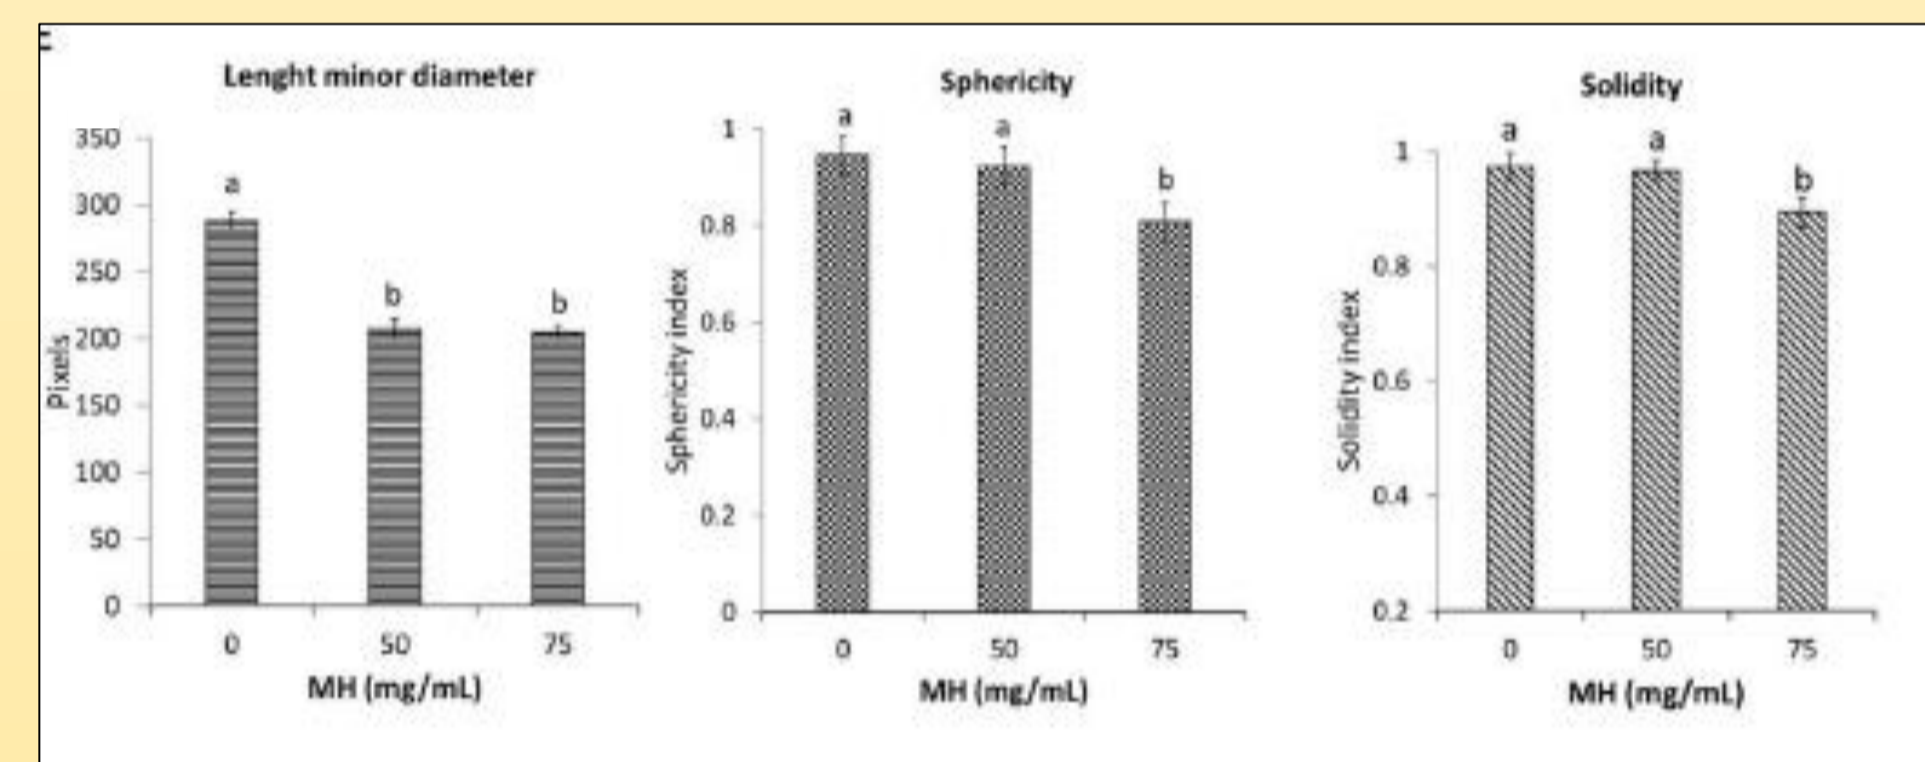 E
Lenght minor diameter
350
300
250
200
150
100
50
0
Pixels
a
b
b
0 50 75
MH (mg/mL)
Sphericity
1
0.8
0.6
0.4
0.2
0
Sphericity index
a
a
b
0 50 75
MH (mg/mL)
Solidity
1
0.8
0.6
0.4
0.2
Solidity index
a
a
b
0 50 75
MH (mg/mL)